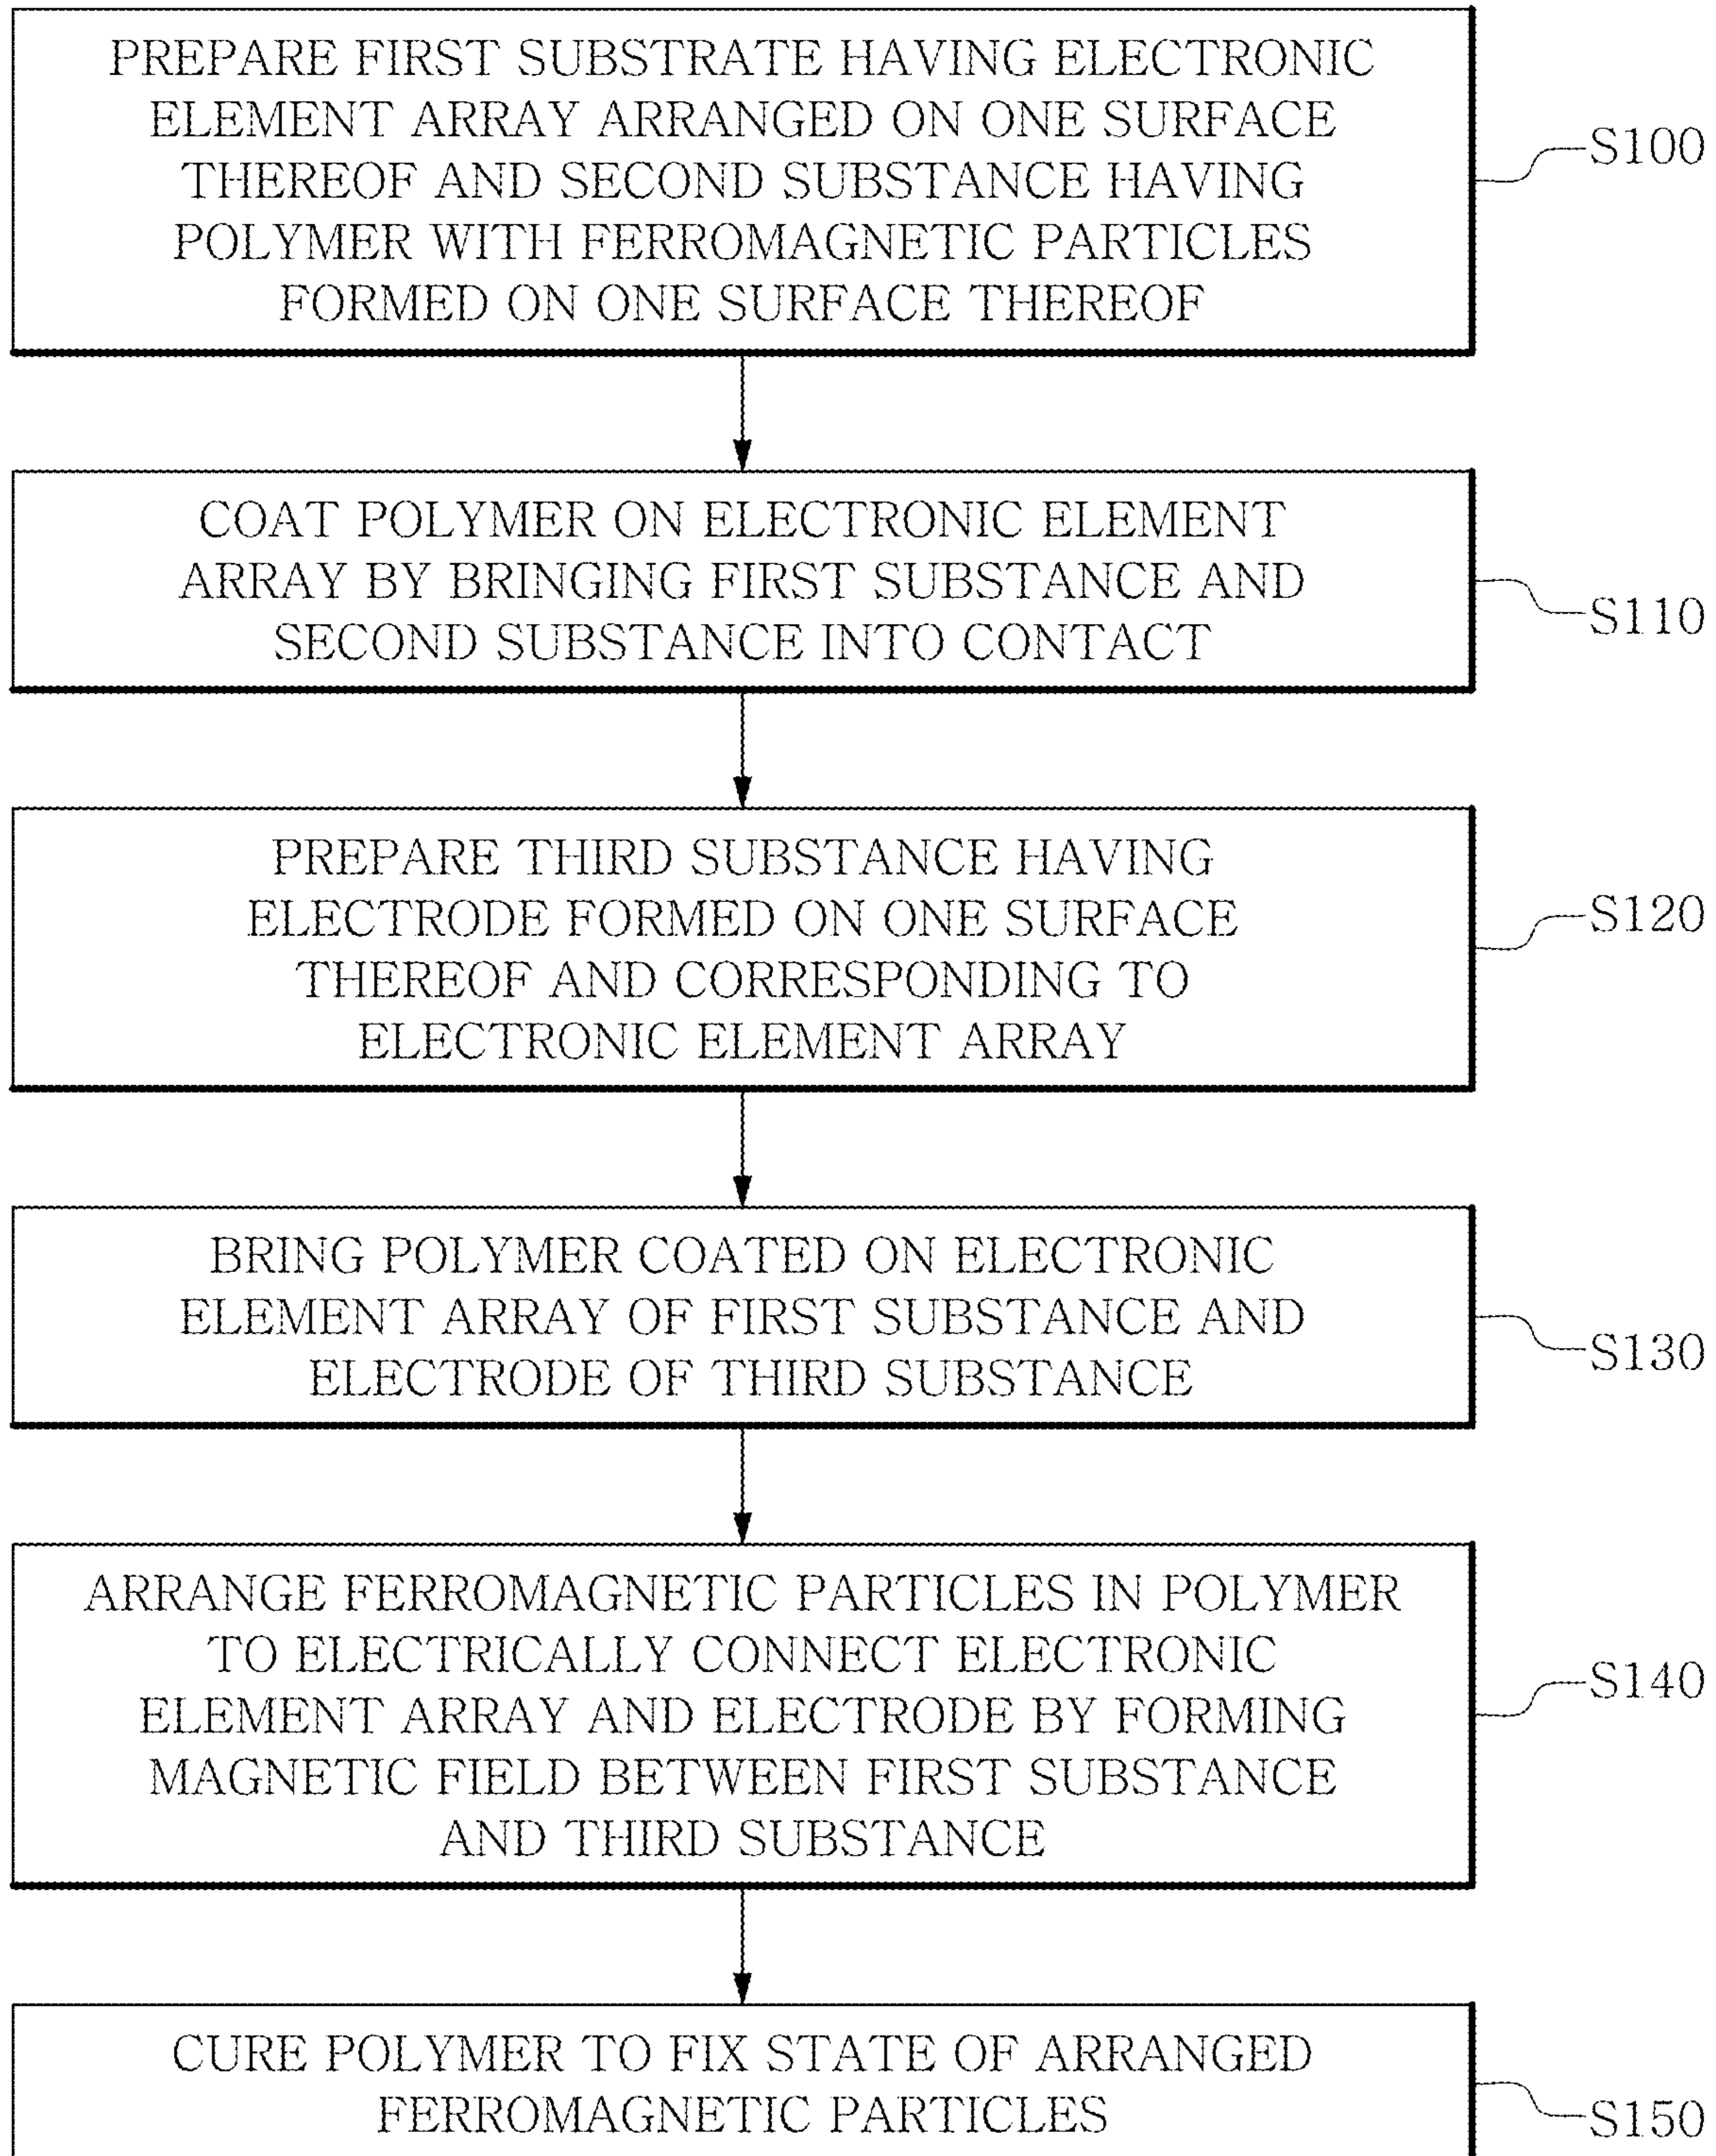 PREPARE FIRST SUBSTRATE HAVING ELECTRONIC
ELEMENT ARRAY ARRANGED ON ONE SURFACE
THEREOF AND SECOND SUBSTANCE HAVING
POLYMER WITH FERROMAGNETIC PARTICLES
FORMED ON ONE SURFACE THEREOF
S100
COAT POLYMER ON ELECTRONIC ELEMENT
ARRAY BY BRINGING FIRST SUBSTANCE AND
SECOND SUBSTANCE INTO CONTACT
S110
PREPARE THIRD SUBSTANCE HAVING
ELECTRODE FORMED ON ONE SURFACE
THEREOF AND CORRESPONDING TO
ELECTRONIC ELEMENT ARRAY
S120
BRING POLYMER COATED ON ELECTRONIC
ELEMENT ARRAY OF FIRST SUBSTANCE AND
ELECTRODE OF THIRD SUBSTANCE
S130
ARRANGE FERROMAGNETIC PARTICLES IN POLYMER
TO ELECTRICALLY CONNECT ELECTRONIC
ELEMENT ARRAY AND ELECTRODE BY FORMING
MAGNETIC FIELD BETWEEN FIRST SUBSTANCE
AND THIRD SUBSTANCE
S140
CURE POLYMER TO FIX STATE OF ARRANGED
FERROMAGNETIC PARTICLES
S150